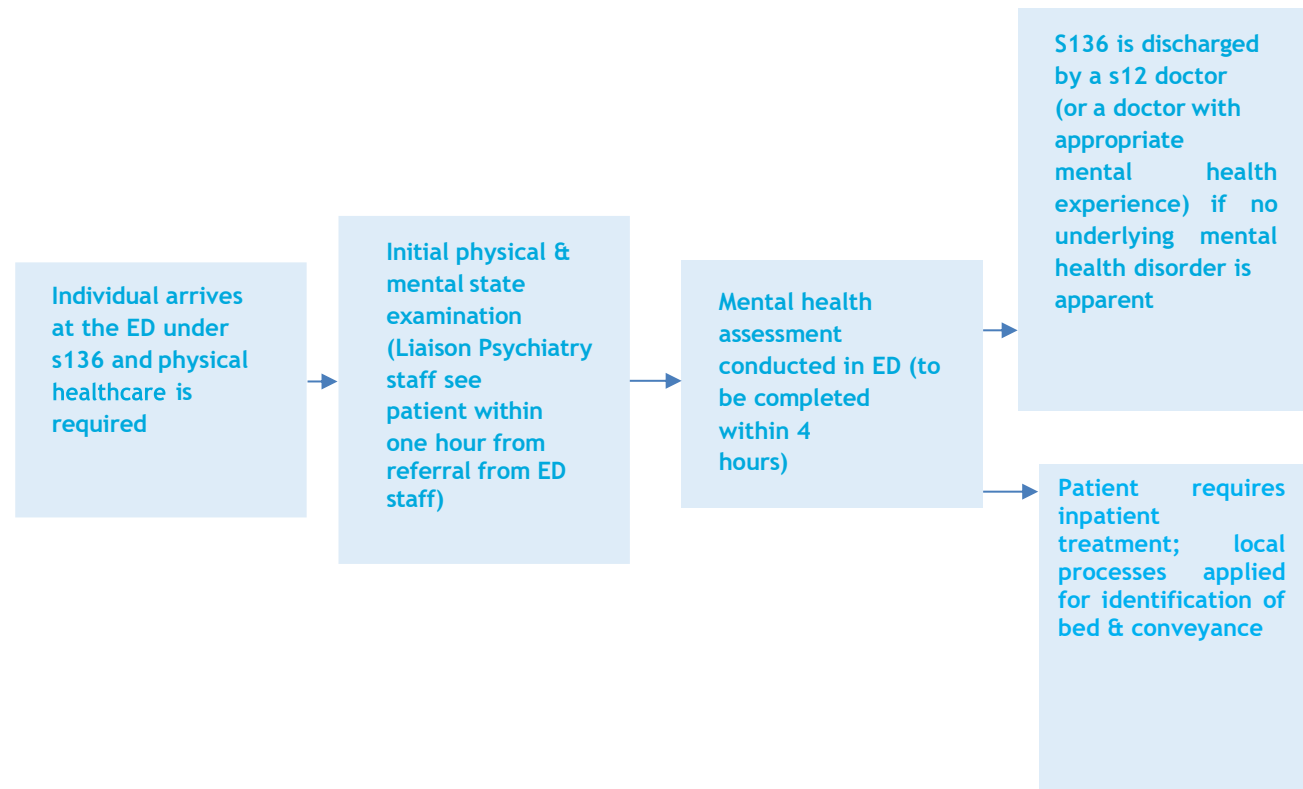 Individual arrives
at the ED under
s136 and physical
healthcare is
required
Initial physical &
mental state
examination
(Liaison Psychiatry
staff see
patient within
one hour from
referral from ED
staff)
Mental health
assessment
conducted in ED (to
be completed
within 4
hours)
S136 is discharged
by a s12 doctor
(or a doctor with
appropriate
mental health
experience) if no
underlying mental
health disorder is
apparent
Patient requires
inpatient
treatment; local
processes applied
for identification of
bed & conveyance